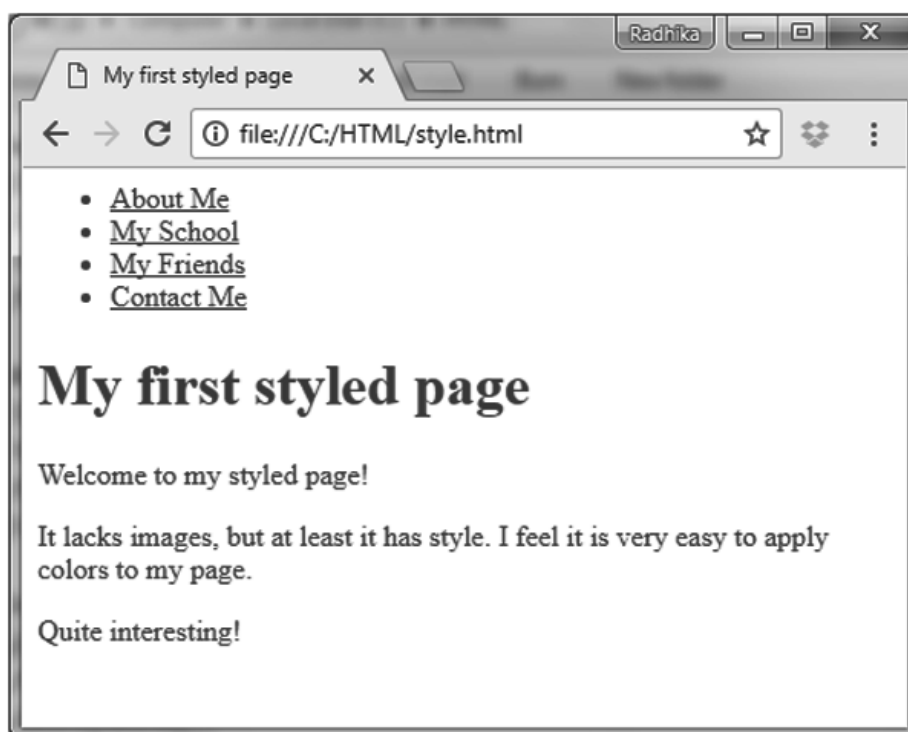 Radhika
My first styled page
file:///C:/HTML/style.html
About Me
My School
My Friends
Contact Me
My first styled page
Welcome to my styled page!
It lacks images, but at least it has style. I feel it is very easy to apply
colors to my page.
Quite interesting!